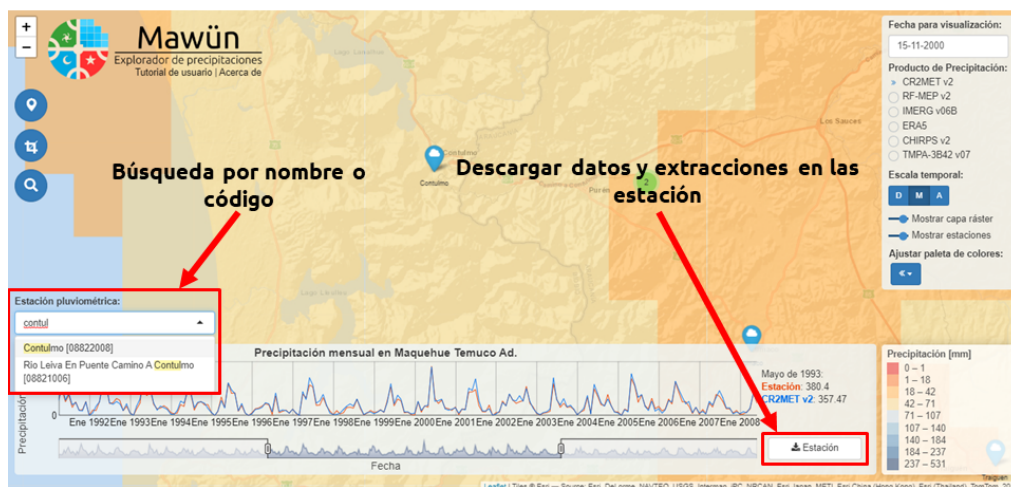 +
−
Mawün
Explorador de precipitaciones
Tutorial de usuario | Acerca de
Fecha para visualización:
15-11-2000
Producto de Precipitación:
CR2MET v2
RF-MEP v2
IMERG v06B
ERA5
CHIRPS v2
TMPA-3B42 v07
Escala temporal:
D M A
Mostrar capa ráster
Mostrar estaciones
Ajustar paleta de colores:
Los Sauces
Contulmo
Contulmo
Purén
2
Búsqueda por nombre o
código
Descargar datos y extracciones en las
estación
Estación pluviométrica:
contul
Contulmo [08822008]
Rio Leiva En Puente Camino A Contulmo
[08821006]
Precipitación mensual en Maquehue Temuco Ad.
Precipitación
0
Ene 1992 Ene 1993 Ene 1994 Ene 1995 Ene 1996 Ene 1997 Ene 1998 Ene 1999 Ene 2000 Ene 2001 Ene 2002 Ene 2003 Ene 2004 Ene 2005 Ene 2006 Ene 2007 Ene 2008
Fecha
Mayo de 1993:
Estación: 380.4
CR2MET v2: 357.47
Estación
Precipitación [mm]
0 – 1
1 – 18
18 – 42
42 – 71
71 – 107
107 – 140
140 – 184
184 – 237
237 – 531
Traiguen